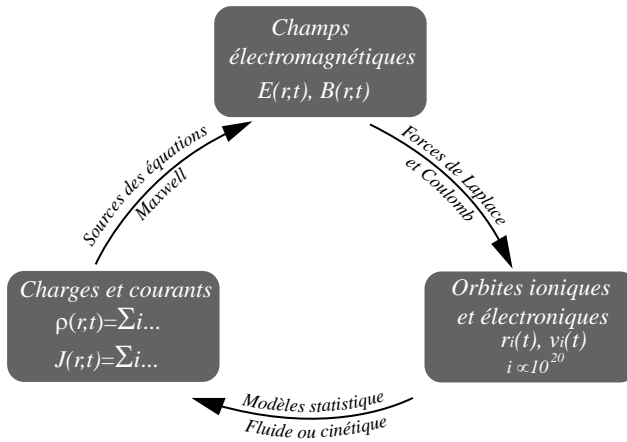 Champs
électromagnétiques
E(r,t), B(r,t)
Sources des équations
Maxwell
Forces de Laplace
et Coulomb
Charges et courants
ρ(r,t)=Σi...
J(r,t)=Σi...
Orbites ioniques
et électroniques
ri(t), vi(t)
i ∝10^20
Modèles statistique
Fluide ou cinétique